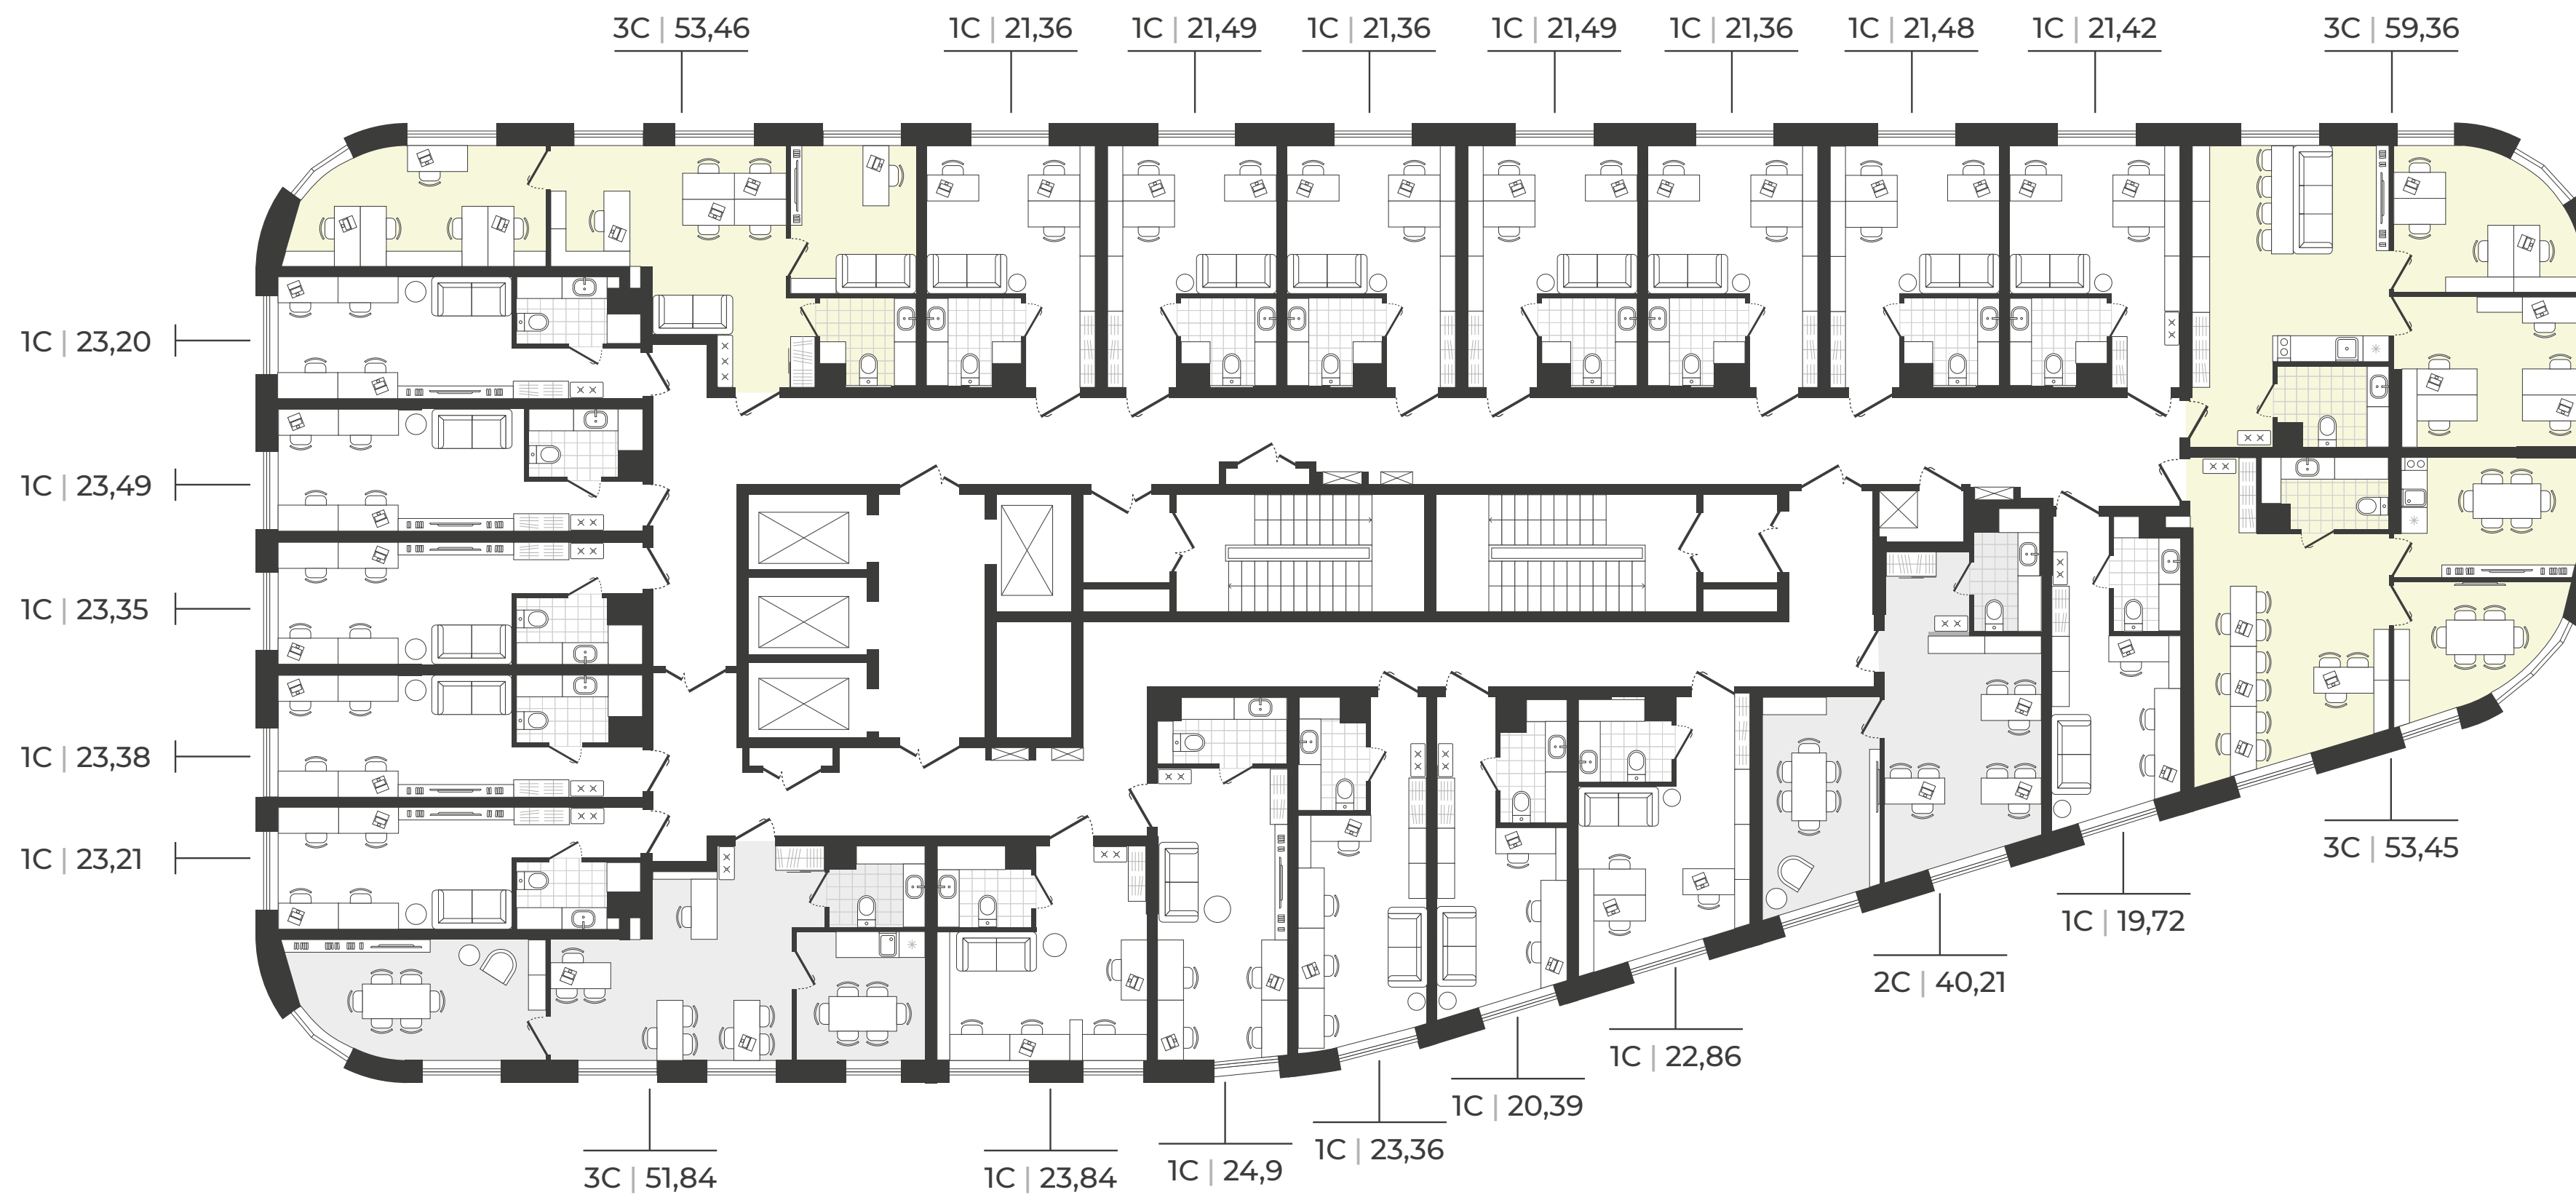 3С | 53,46
1С | 21,36
1С | 21,49
1С | 21,36
1С | 21,49
1С | 21,36
1С | 21,48
1С | 21,42
3С | 59,36
1С | 23,20
1С | 23,49
1С | 23,35
1С | 23,38
1С | 23,21
3С | 53,45
1С | 19,72
2С | 40,21
1С | 22,86
1С | 20,39
1С | 23,36
1С | 24,9
1С | 23,84
3С | 51,84